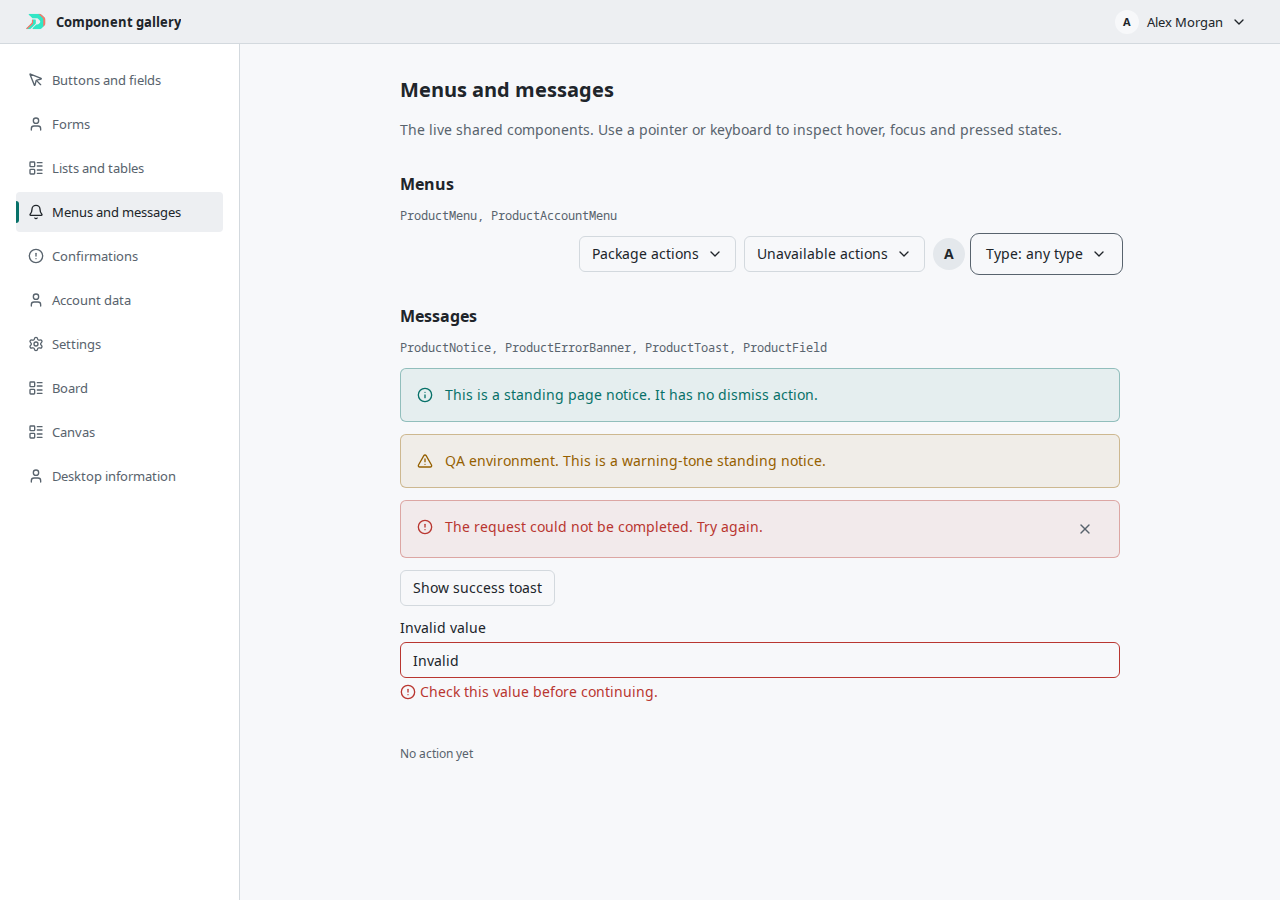 Component gallery
A Alex Morgan
Buttons and fields
Forms
Lists and tables
Menus and messages
Confirmations
Account data
Settings
Board
Canvas
Desktop information
Menus and messages
The live shared components. Use a pointer or keyboard to inspect hover, focus and pressed states.
Menus
ProductMenu, ProductAccountMenu
Package actions Unavailable actions A Type: any type
Messages
ProductNotice, ProductErrorBanner, ProductToast, ProductField
This is a standing page notice. It has no dismiss action.
QA environment. This is a warning-tone standing notice.
The request could not be completed. Try again.
Show success toast
Invalid value
Invalid
Check this value before continuing.
No action yet